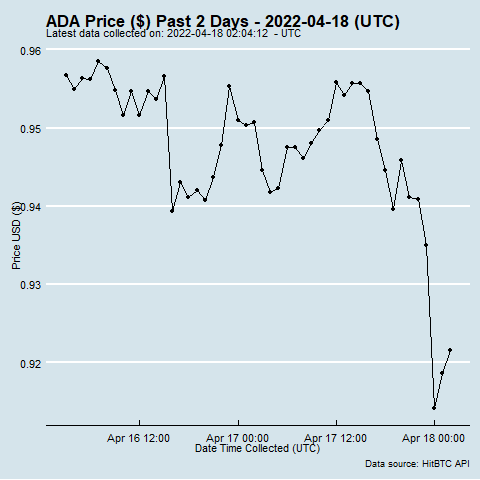 ADA Price ($) Past 2 Days - 2022-04-18 (UTC)
Latest data collected on: 2022-04-18 02:04:12  - UTC
0.96
0.95
0.94
0.93
0.92
Price USD ($)
Apr 16 12:00
Apr 17 00:00
Apr 17 12:00
Apr 18 00:00
Date Time Collected (UTC)
Data source: HitBTC API